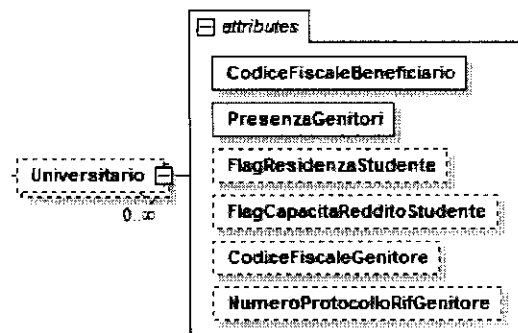 attributes
CodiceFiscaleBeneficiario
PresenzaGenitori
FlagResidenzaStudente
Universitario
FlagCapacitaRedditoStudente
0..∞
CodiceFiscaleGenitore
NumeroProtocolloRifGenitore